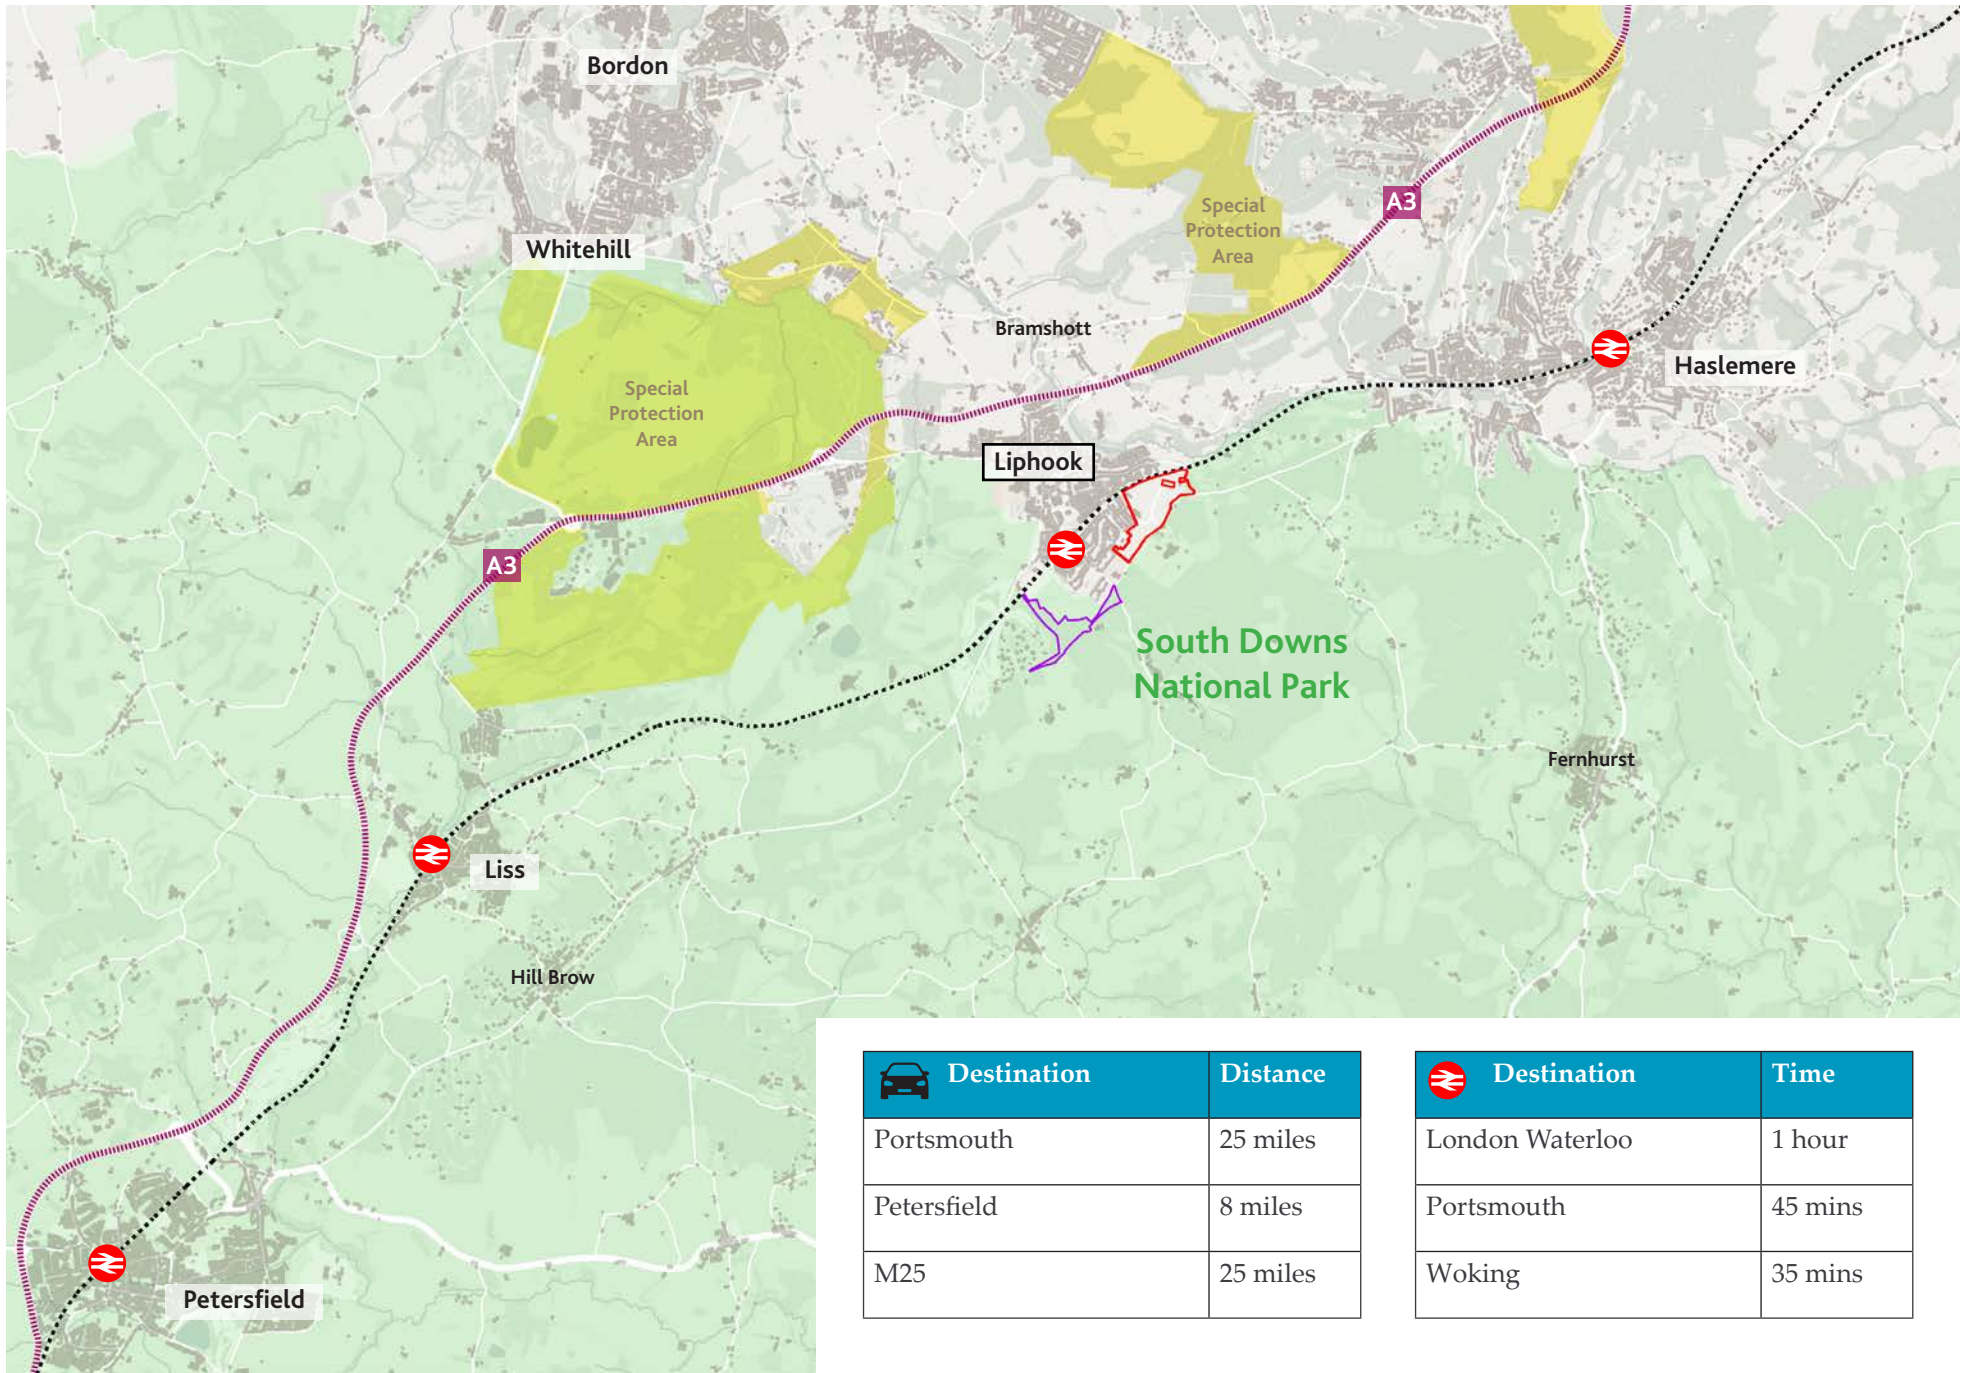 Bordon
A3
Special
Protection
Area
Whitehill
Bramshott
Haslemere
Special
Protection
Area
Liphook
A3
South Downs
National Park
Fernhurst
Liss
Hill Brow
Petersfield
Destination Distance
Portsmouth 25 miles
Petersfield 8 miles
M25 25 miles
Destination Time
London Waterloo 1 hour
Portsmouth 45 mins
Woking 35 mins